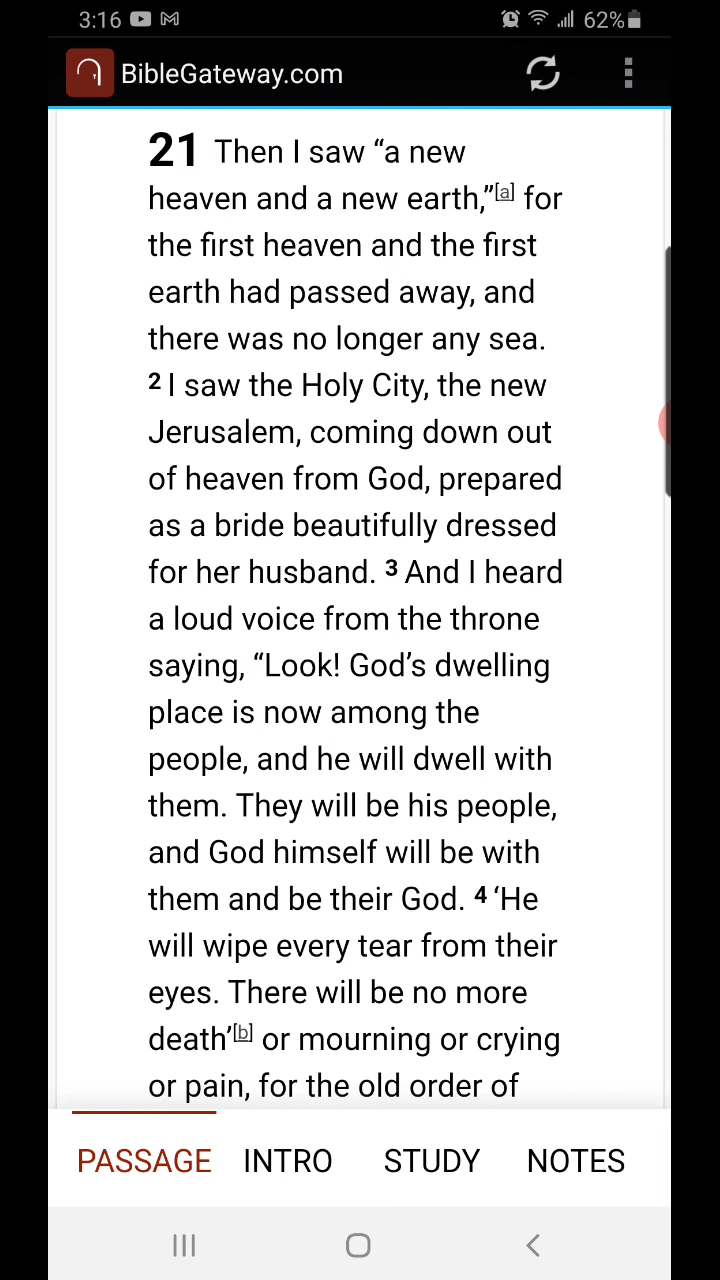 3:16 62%
BibleGateway.com
21 Then I saw “a new
heaven and a new earth,”[a] for
the first heaven and the first
earth had passed away, and
there was no longer any sea.
2 I saw the Holy City, the new
Jerusalem, coming down out
of heaven from God, prepared
as a bride beautifully dressed
for her husband. 3 And I heard
a loud voice from the throne
saying, “Look! God’s dwelling
place is now among the
people, and he will dwell with
them. They will be his people,
and God himself will be with
them and be their God. 4 ‘He
will wipe every tear from their
eyes. There will be no more
death’[b] or mourning or crying
or pain, for the old order of
PASSAGE INTRO STUDY NOTES